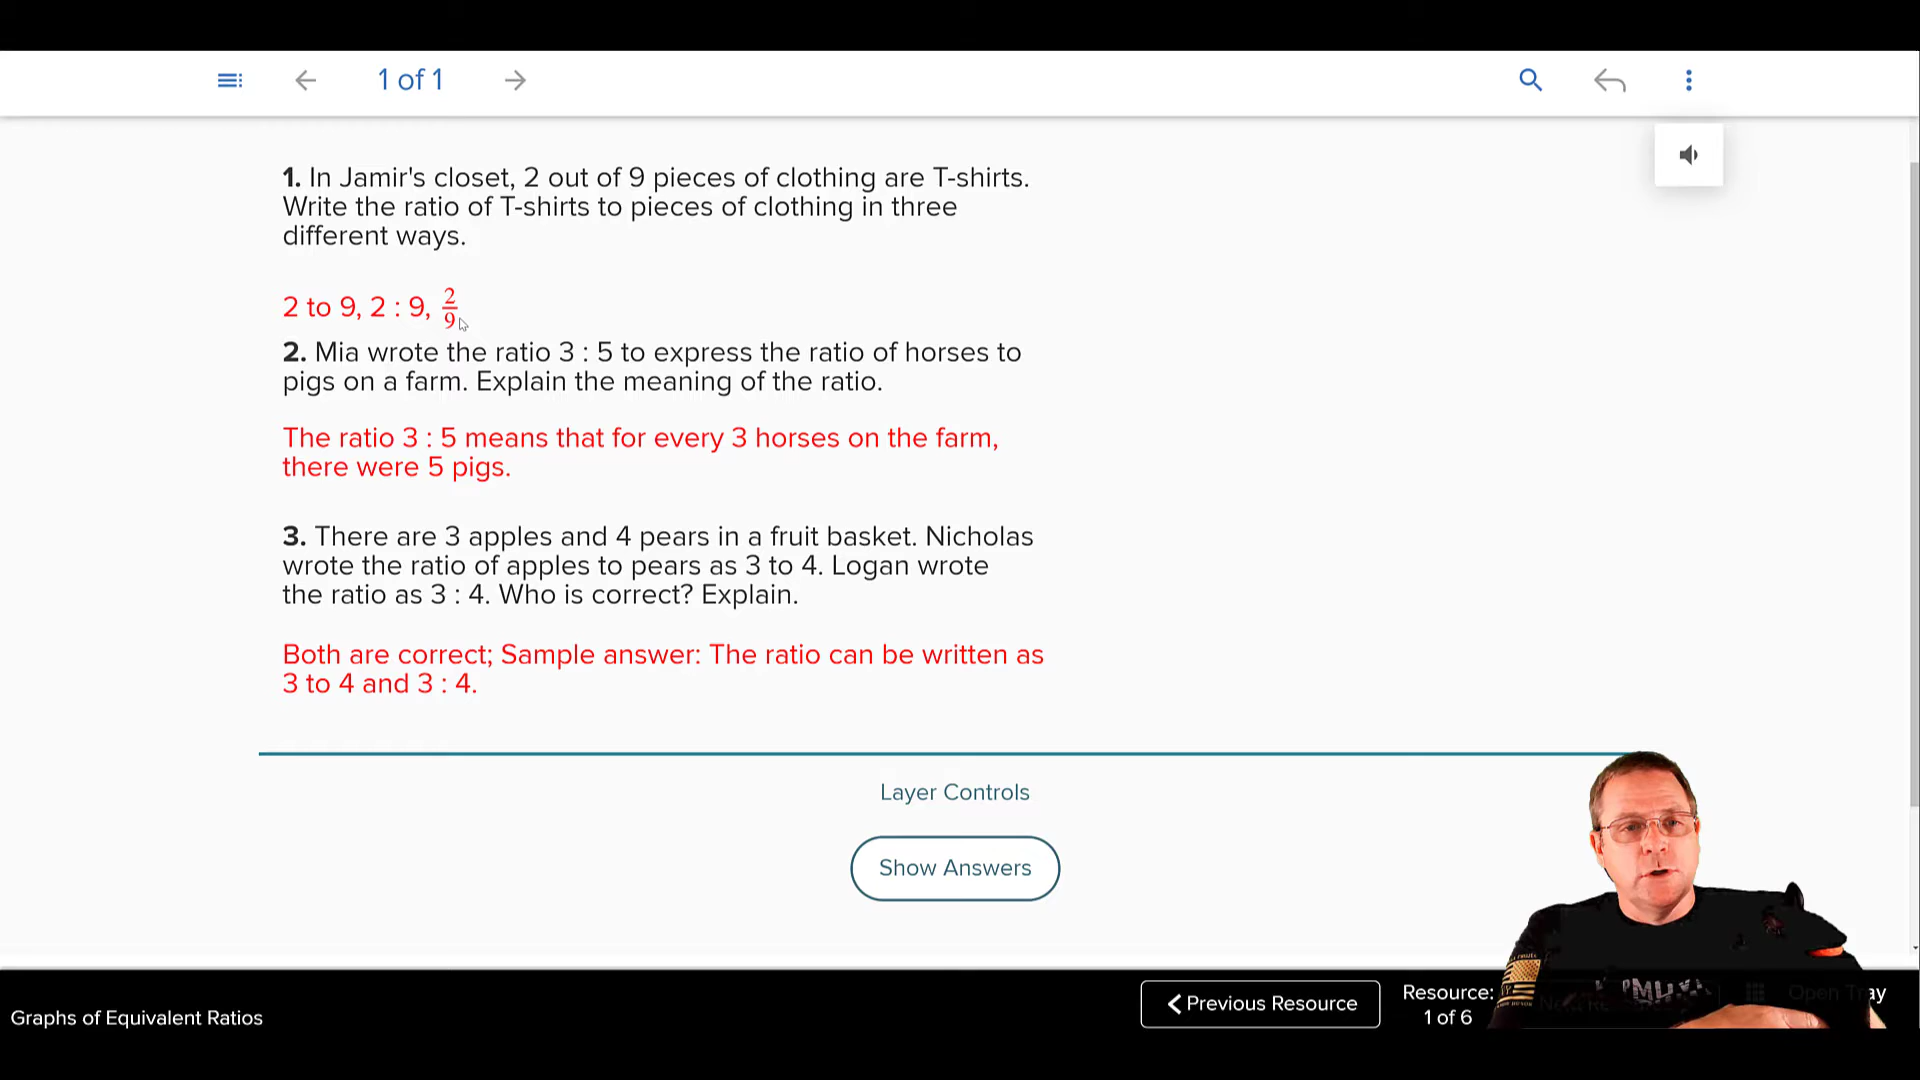 1 of 1
1. In Jamir's closet, 2 out of 9 pieces of clothing are T-shirts.
Write the ratio of T-shirts to pieces of clothing in three
different ways.
2 to 9, 2 : 9, 2/9
2. Mia wrote the ratio 3 : 5 to express the ratio of horses to
pigs on a farm. Explain the meaning of the ratio.
The ratio 3 : 5 means that for every 3 horses on the farm,
there were 5 pigs.
3. There are 3 apples and 4 pears in a fruit basket. Nicholas
wrote the ratio of apples to pears as 3 to 4. Logan wrote
the ratio as 3 : 4. Who is correct? Explain.
Both are correct; Sample answer: The ratio can be written as
3 to 4 and 3 : 4.
Layer Controls
Show Answers
Graphs of Equivalent Ratios
Previous Resource
Resource:
1 of 6
Open Tray